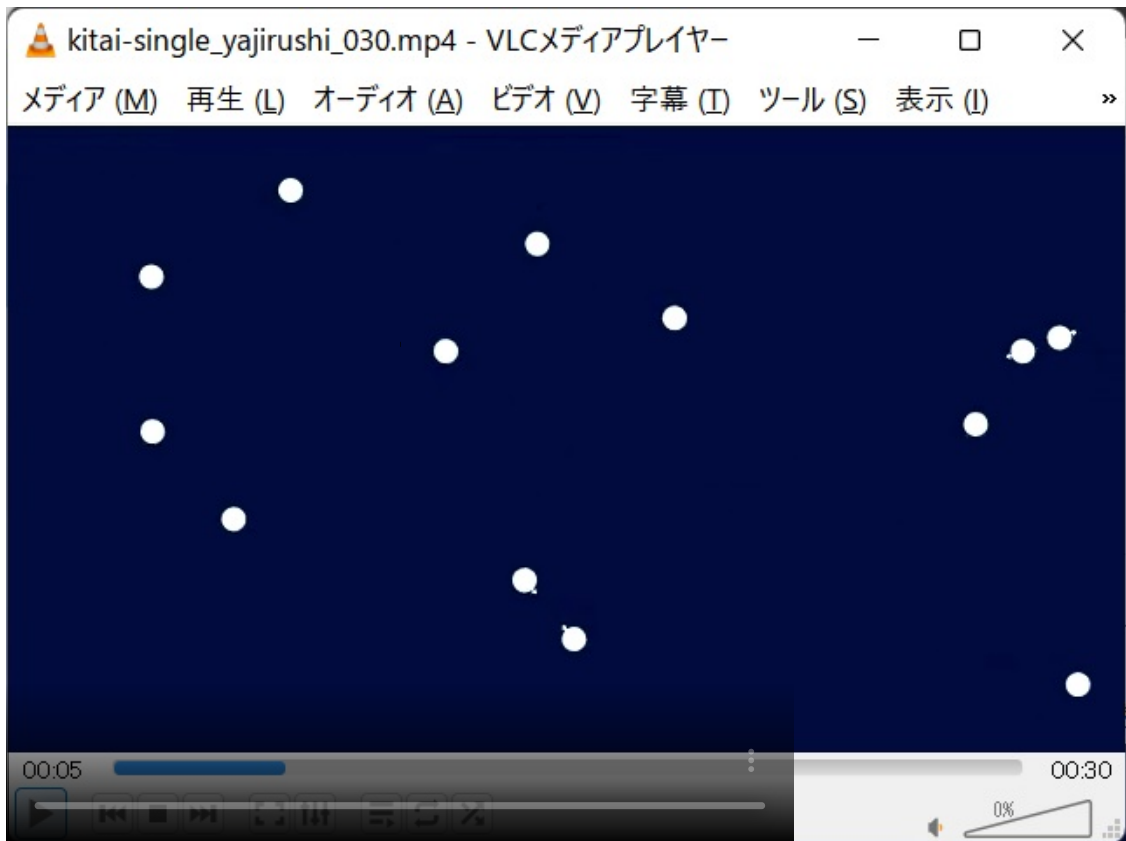 kitai-single_yajirushi_030.mp4 - VLCメディアプレイヤー
メディア (M) 再生 (L) オーディオ (A) ビデオ (V) 字幕 (T) ツール (S) 表示 (I) »
00:05 00:30
0%